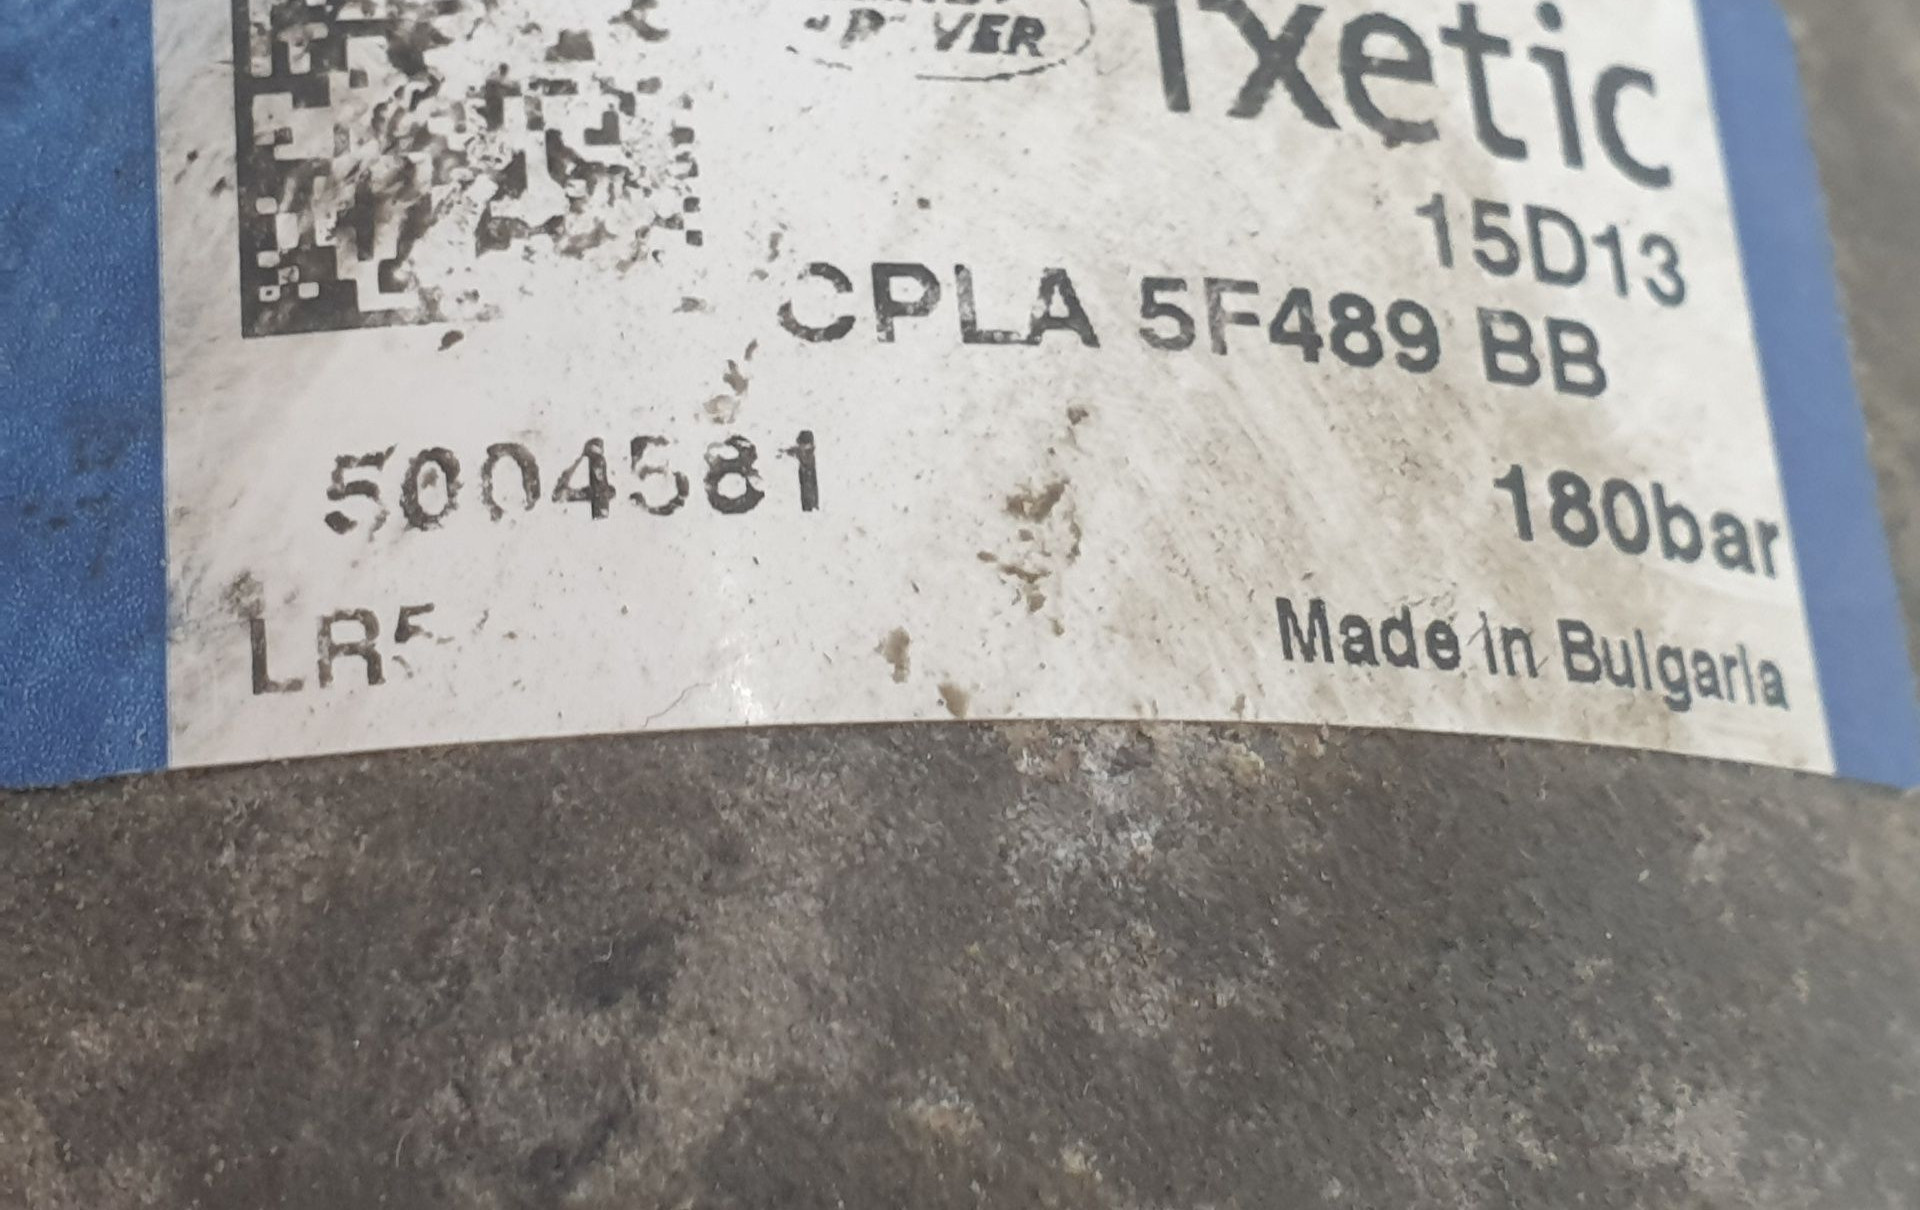 ixetic
15D13
CPLA 5F489 BB
5004581
180bar
Made in Bulgaria